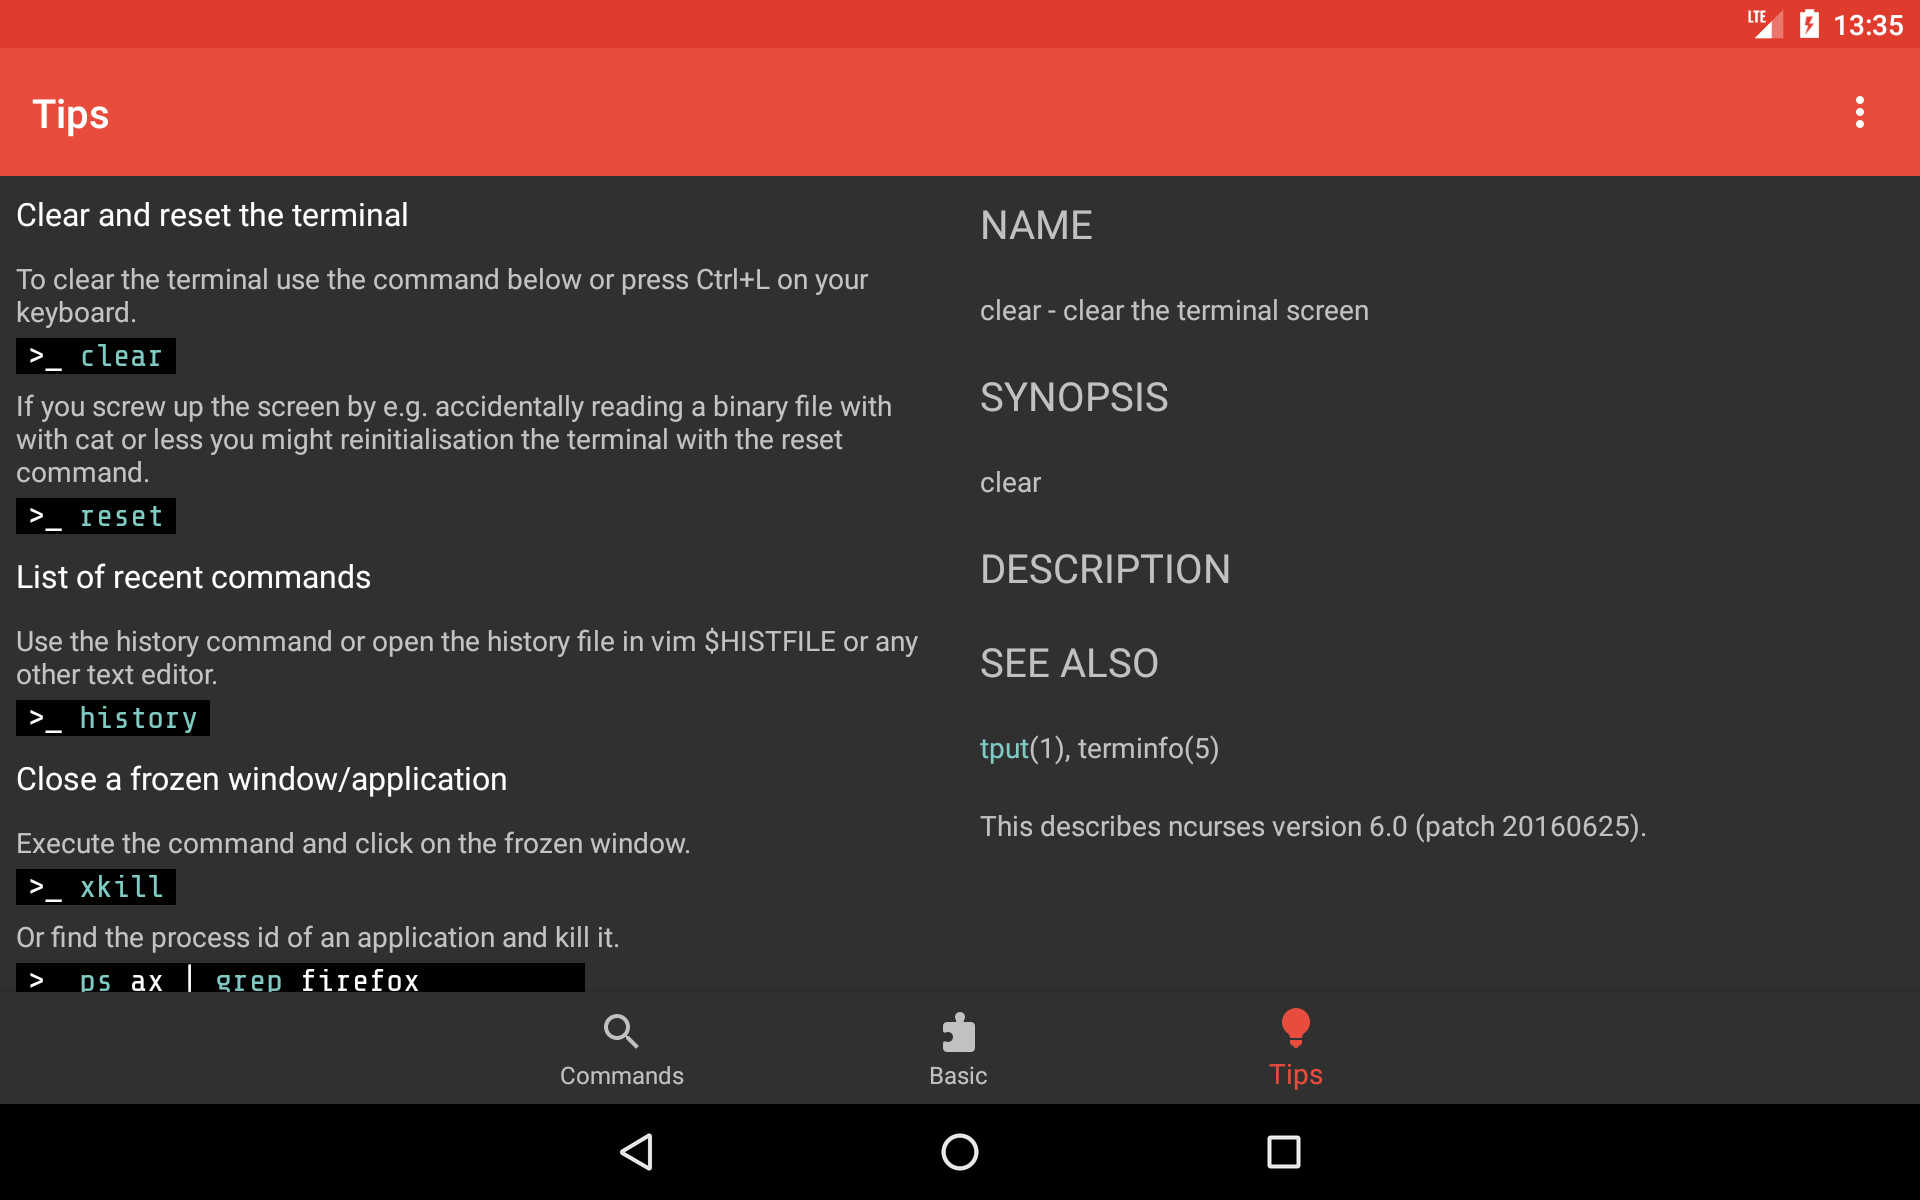 LTE 13:35
Tips
Clear and reset the terminal
To clear the terminal use the command below or press Ctrl+L on your
keyboard.
>_ clear
If you screw up the screen by e.g. accidentally reading a binary file with
with cat or less you might reinitialisation the terminal with the reset
command.
>_ reset
List of recent commands
Use the history command or open the history file in vim $HISTFILE or any
other text editor.
>_ history
Close a frozen window/application
Execute the command and click on the frozen window.
>_ xkill
Or find the process id of an application and kill it.
> ps ax | grep firefox
NAME
clear - clear the terminal screen
SYNOPSIS
clear
DESCRIPTION
SEE ALSO
tput(1), terminfo(5)
This describes ncurses version 6.0 (patch 20160625).
Commands
Basic
Tips